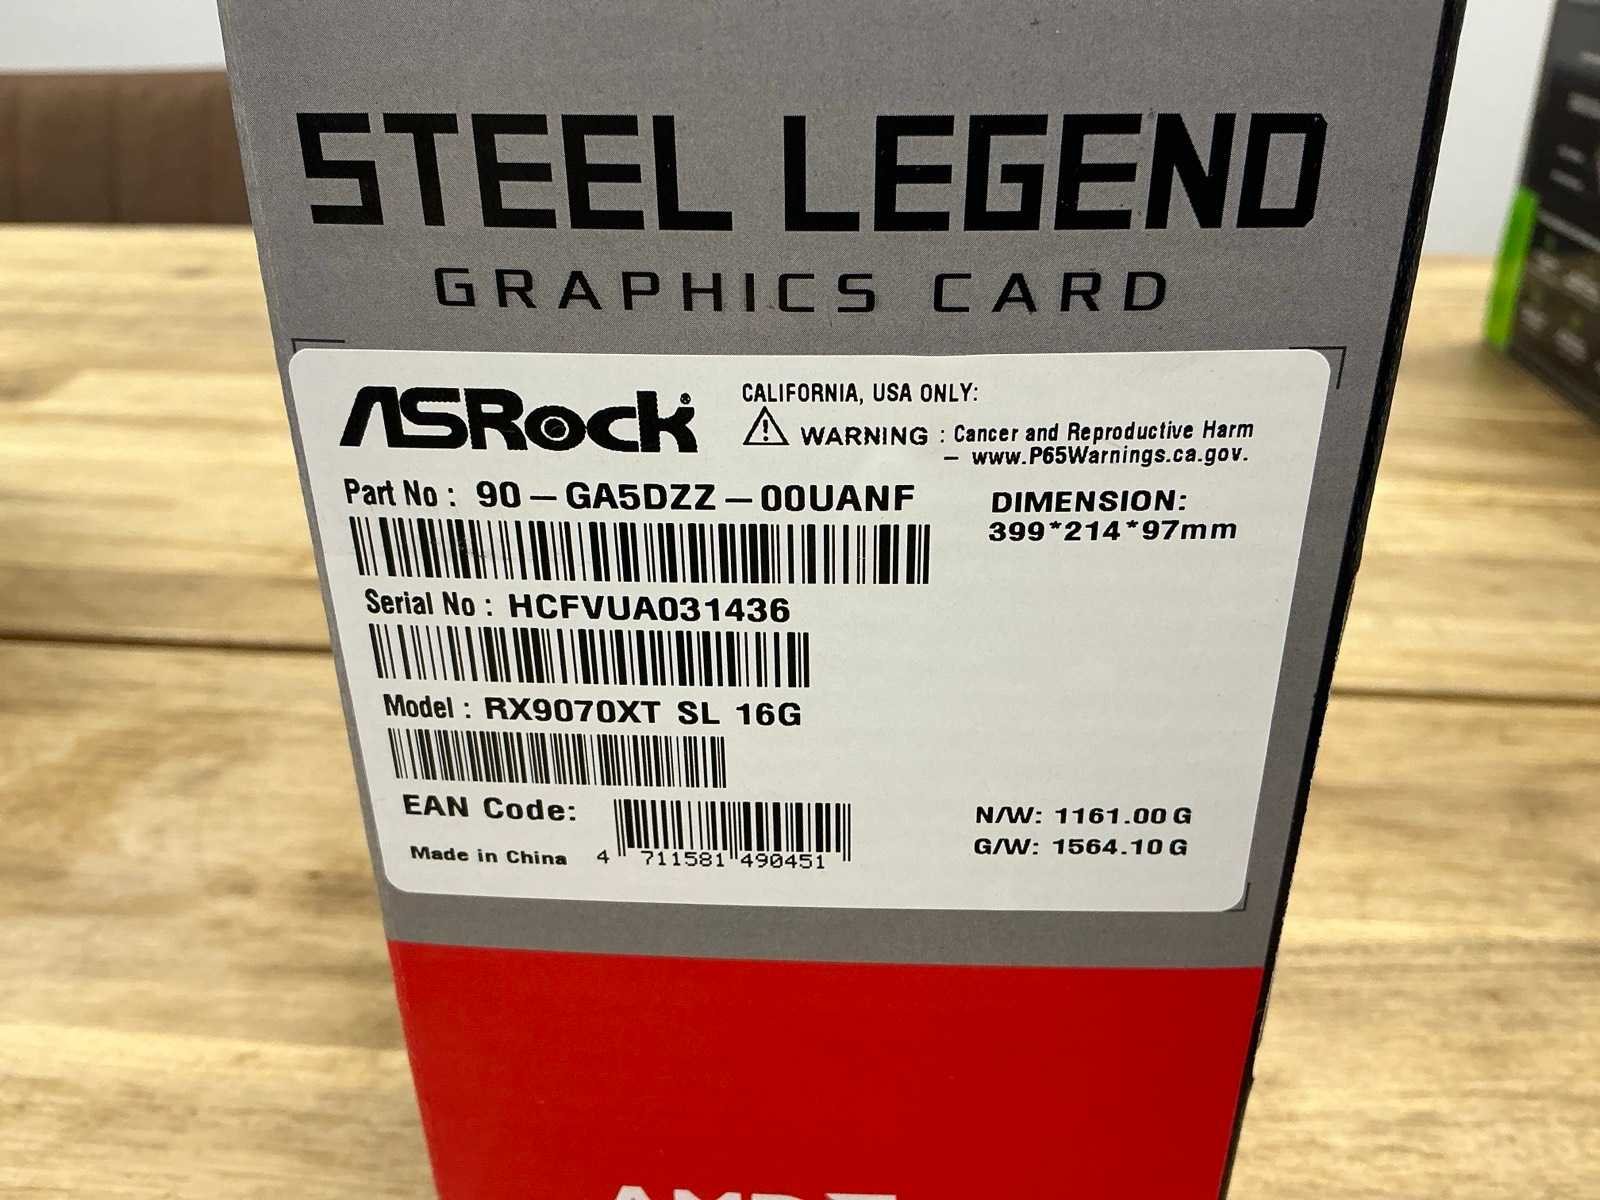 STEEL LEGEND
GRAPHICS CARD
ASRock®
CALIFORNIA, USA ONLY:
WARNING : Cancer and Reproductive Harm
– www.P65Warnings.ca.gov.
Part No : 90 – GA5DZZ – 00UANF
DIMENSION:
399*214*97mm
Serial No : HCFVUA031436
Model : RX9070XT SL 16G
EAN Code:
Made in China
4 711581 490451
N/W: 1161.00 G
G/W: 1564.10 G
AMD